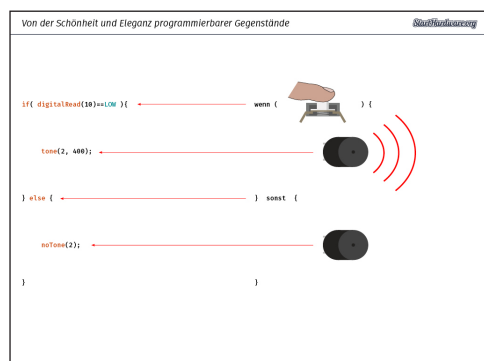 Von der Schönheit und Eleganz programmierbarer Gegenstände
StartHardware.org
if( digitalRead(10)==LOW ){
wenn ( ) {
tone(2, 400);
} else {
} sonst {
noTone(2);
}
}